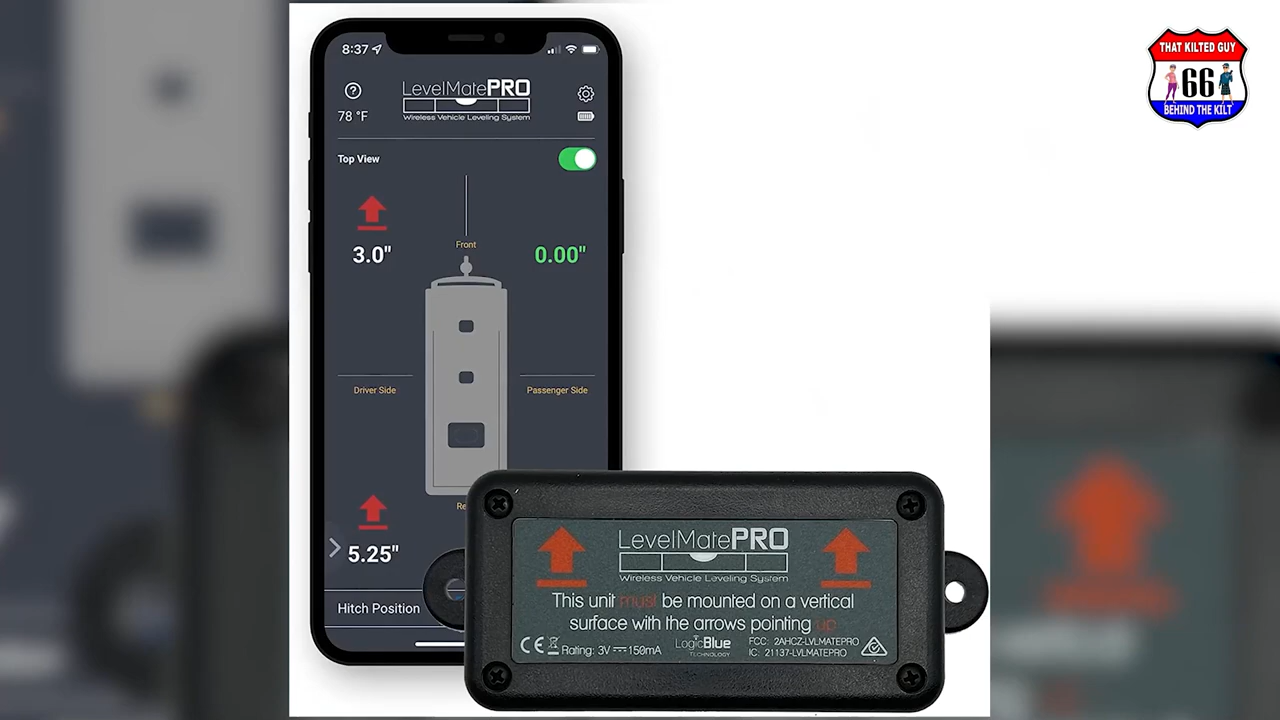 8:37
LevelMatePRO
Wireless Vehicle Leveling System
78 °F
Top View
3.0"
Front
0.00"
Driver Side
Passenger Side
5.25"
Hitch Position
LevelMatePRO
Wireless Vehicle Leveling System
This unit must be mounted on a vertical
surface with the arrows pointing up
CE Rating: 3V 150mA
LogicBlue
TECHNOLOGY
FCC: 2AHCZ-LVLMATEPRO
IC: 21137-LVLMATEPRO
THAT KILTED GUY
66
BEHIND THE KILT